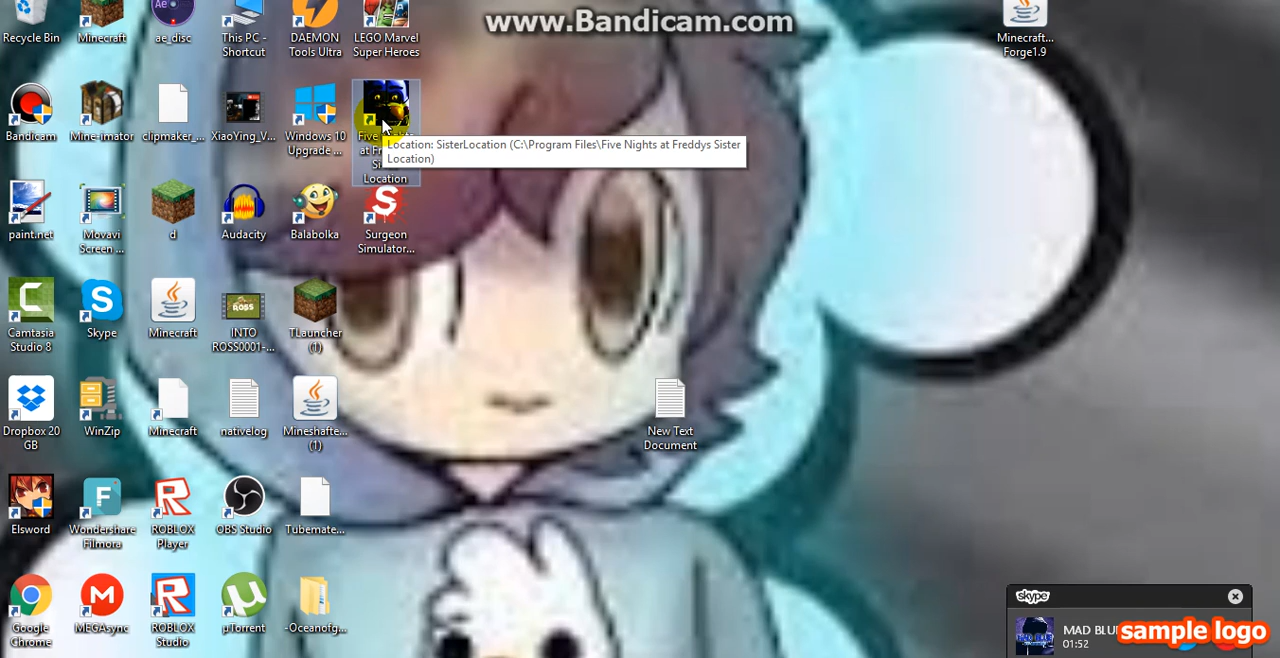 www.Bandicam.com
Recycle Bin
Minecraft
Ae
ae_disc
This PC -
Shortcut
DAEMON
Tools Ultra
LEGO Marvel
Super Heroes
Minecraft...
Forge1.9
Bandicam
Mine-imator
clipmaker_...
XiaoYing_V...
Windows 10
Upgrade ...
Location: SisterLocation (C:\Program Files\Five Nights at Freddys Sister
Location)
Location
paint.net
Movavi
Screen ...
d
Audacity
Balabolka
Surgeon
Simulator...
Camtasia
Studio 8
Skype
Minecraft
ROSS
INTO
ROSS0001-...
TLauncher
(1)
Dropbox 20
GB
WinZip
Minecraft
nativelog
Mineshafte...
(1)
New Text
Document
Elsword
Wondershare
Filmora
ROBLOX
Player
OBS Studio
Tubemate...
Google
Chrome
MEGAsync
ROBLOX
Studio
µTorrent
-Oceanofg...
skype
MAD BLU
01:52
sample logo